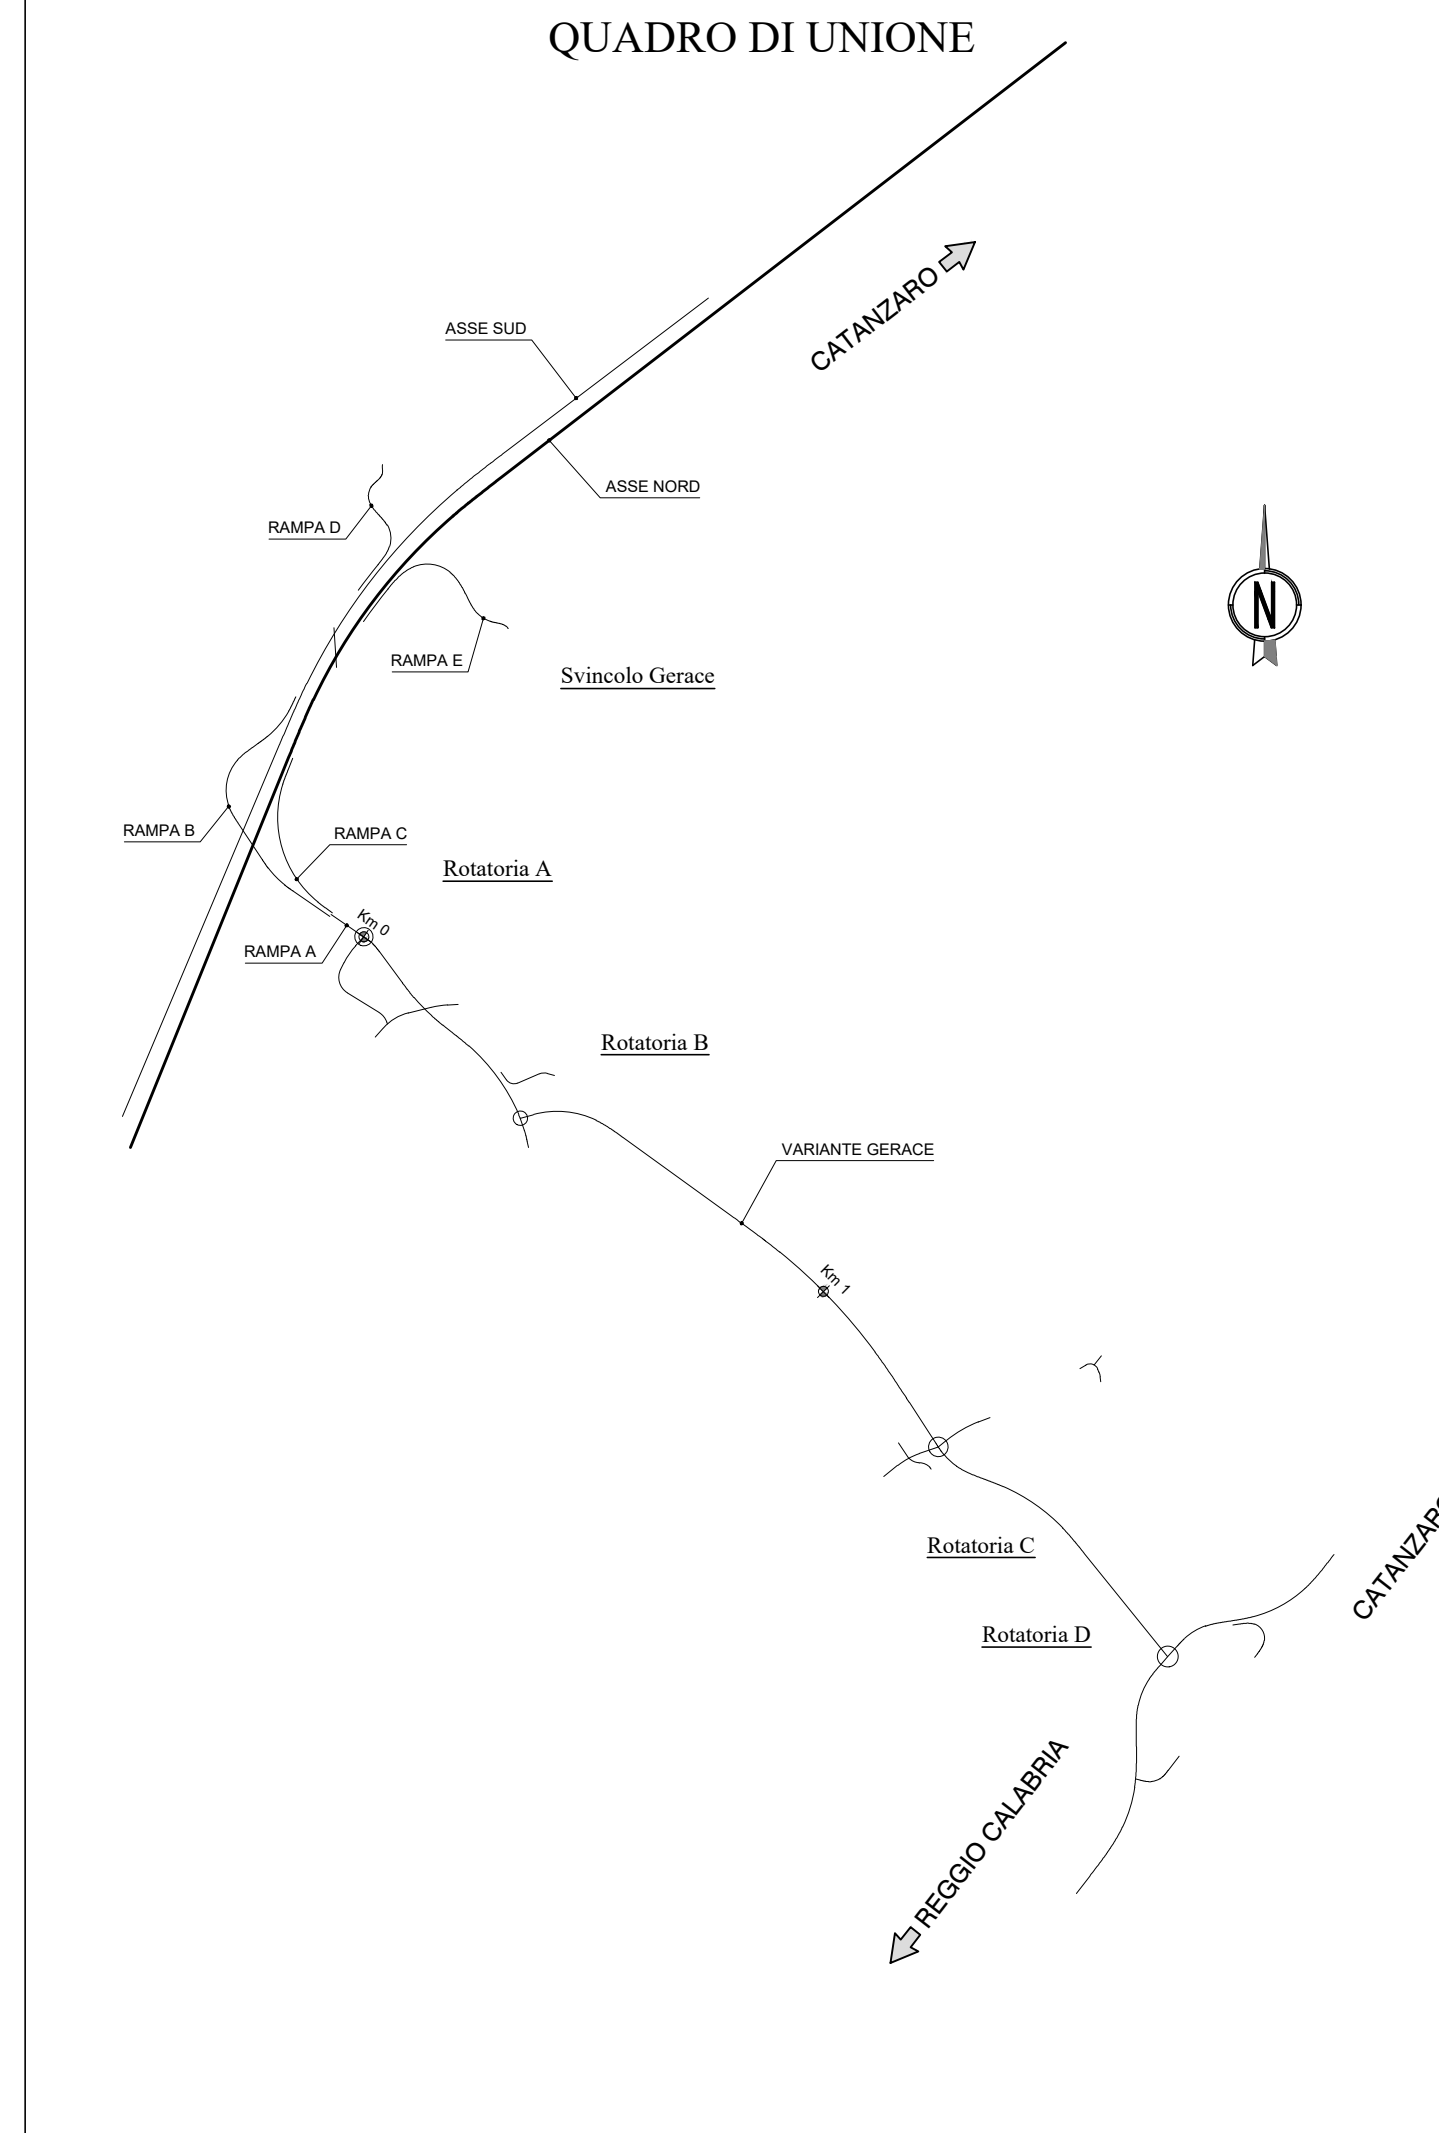 QUADRO DI UNIONE
CATANZARO
ASSE SUD
ASSE NORD
RAMPA D
N
RAMPA E
Svincolo Gerace
RAMPA B
RAMPA C
Rotatoria A
Km 0
RAMPA A
Rotatoria B
VARIANTE GERACE
Km 1
Rotatoria C
CATANZARO
Rotatoria D
REGGIO CALABRIA